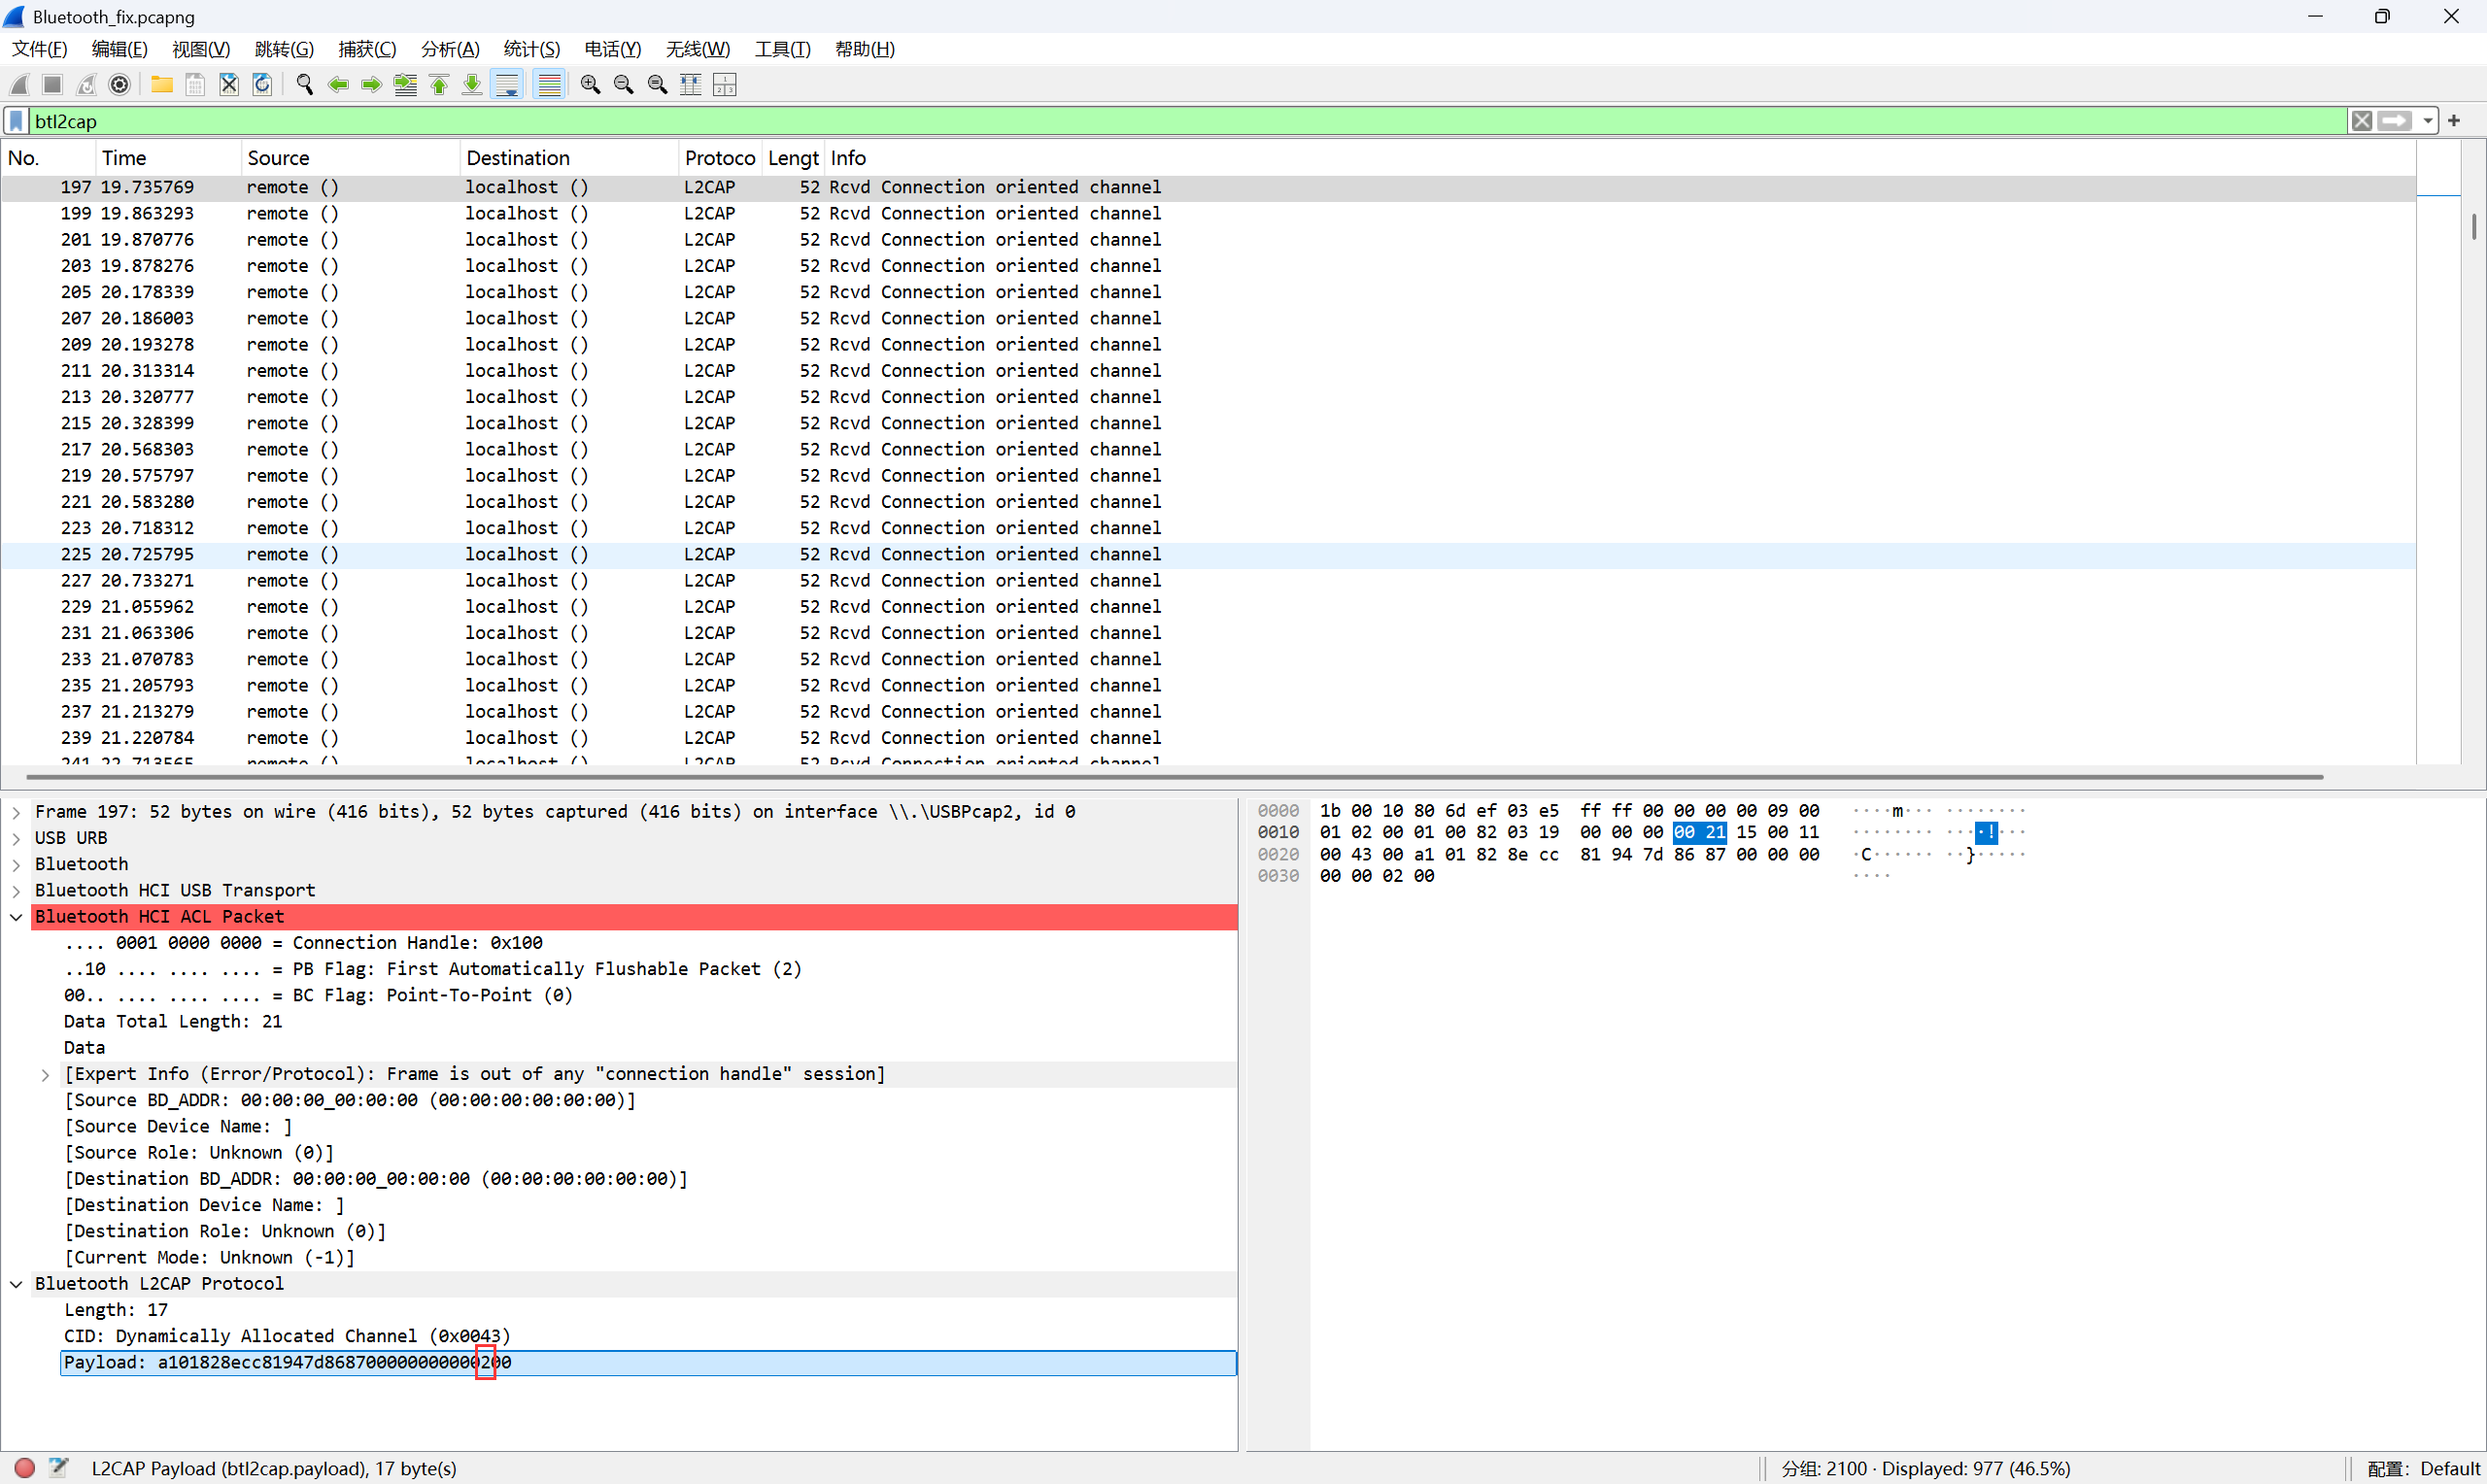 Bluetooth_fix.pcapng
文件(F) 编辑(E) 视图(V) 跳转(G) 捕获(C) 分析(A) 统计(S) 电话(Y) 无线(W) 工具(T) 帮助(H)
btl2cap
No. Time Source Destination Protoco Lengt Info
197 19.735769 remote () localhost () L2CAP 52 Rcvd Connection oriented channel
199 19.863293 remote () localhost () L2CAP 52 Rcvd Connection oriented channel
201 19.870776 remote () localhost () L2CAP 52 Rcvd Connection oriented channel
203 19.878276 remote () localhost () L2CAP 52 Rcvd Connection oriented channel
205 20.178339 remote () localhost () L2CAP 52 Rcvd Connection oriented channel
207 20.186003 remote () localhost () L2CAP 52 Rcvd Connection oriented channel
209 20.193278 remote () localhost () L2CAP 52 Rcvd Connection oriented channel
211 20.313314 remote () localhost () L2CAP 52 Rcvd Connection oriented channel
213 20.320777 remote () localhost () L2CAP 52 Rcvd Connection oriented channel
215 20.328399 remote () localhost () L2CAP 52 Rcvd Connection oriented channel
217 20.568303 remote () localhost () L2CAP 52 Rcvd Connection oriented channel
219 20.575797 remote () localhost () L2CAP 52 Rcvd Connection oriented channel
221 20.583280 remote () localhost () L2CAP 52 Rcvd Connection oriented channel
223 20.718312 remote () localhost () L2CAP 52 Rcvd Connection oriented channel
225 20.725795 remote () localhost () L2CAP 52 Rcvd Connection oriented channel
227 20.733271 remote () localhost () L2CAP 52 Rcvd Connection oriented channel
229 21.055962 remote () localhost () L2CAP 52 Rcvd Connection oriented channel
231 21.063306 remote () localhost () L2CAP 52 Rcvd Connection oriented channel
233 21.070783 remote () localhost () L2CAP 52 Rcvd Connection oriented channel
235 21.205793 remote () localhost () L2CAP 52 Rcvd Connection oriented channel
237 21.213279 remote () localhost () L2CAP 52 Rcvd Connection oriented channel
239 21.220784 remote () localhost () L2CAP 52 Rcvd Connection oriented channel
241 22.713565 remote () localhost () L2CAP 52 Rcvd Connection oriented channel
Frame 197: 52 bytes on wire (416 bits), 52 bytes captured (416 bits) on interface \\.\USBPcap2, id 0
USB URB
Bluetooth
Bluetooth HCI USB Transport
Bluetooth HCI ACL Packet
.... 0001 0000 0000 = Connection Handle: 0x100
..10 .... .... .... = PB Flag: First Automatically Flushable Packet (2)
00.. .... .... .... = BC Flag: Point-To-Point (0)
Data Total Length: 21
Data
[Expert Info (Error/Protocol): Frame is out of any "connection handle" session]
[Source BD_ADDR: 00:00:00_00:00:00 (00:00:00:00:00:00)]
[Source Device Name: ]
[Source Role: Unknown (0)]
[Destination BD_ADDR: 00:00:00_00:00:00 (00:00:00:00:00:00)]
[Destination Device Name: ]
[Destination Role: Unknown (0)]
[Current Mode: Unknown (-1)]
Bluetooth L2CAP Protocol
Length: 17
CID: Dynamically Allocated Channel (0x0043)
Payload: a101828ecc81947d86870000000000200
0000 1b 00 10 80 6d ef 03 e5 ff ff 00 00 00 00 09 00 ····m··· ········
0010 01 02 00 01 00 82 03 19 00 00 00 00 21 15 00 11 ········ ····!···
0020 00 43 00 a1 01 82 8e cc 81 94 7d 86 87 00 00 00 ·C······ ··}·····
0030 00 00 02 00 ····
L2CAP Payload (btl2cap.payload), 17 byte(s)
分组: 2100 · Displayed: 977 (46.5%)
配置: Default